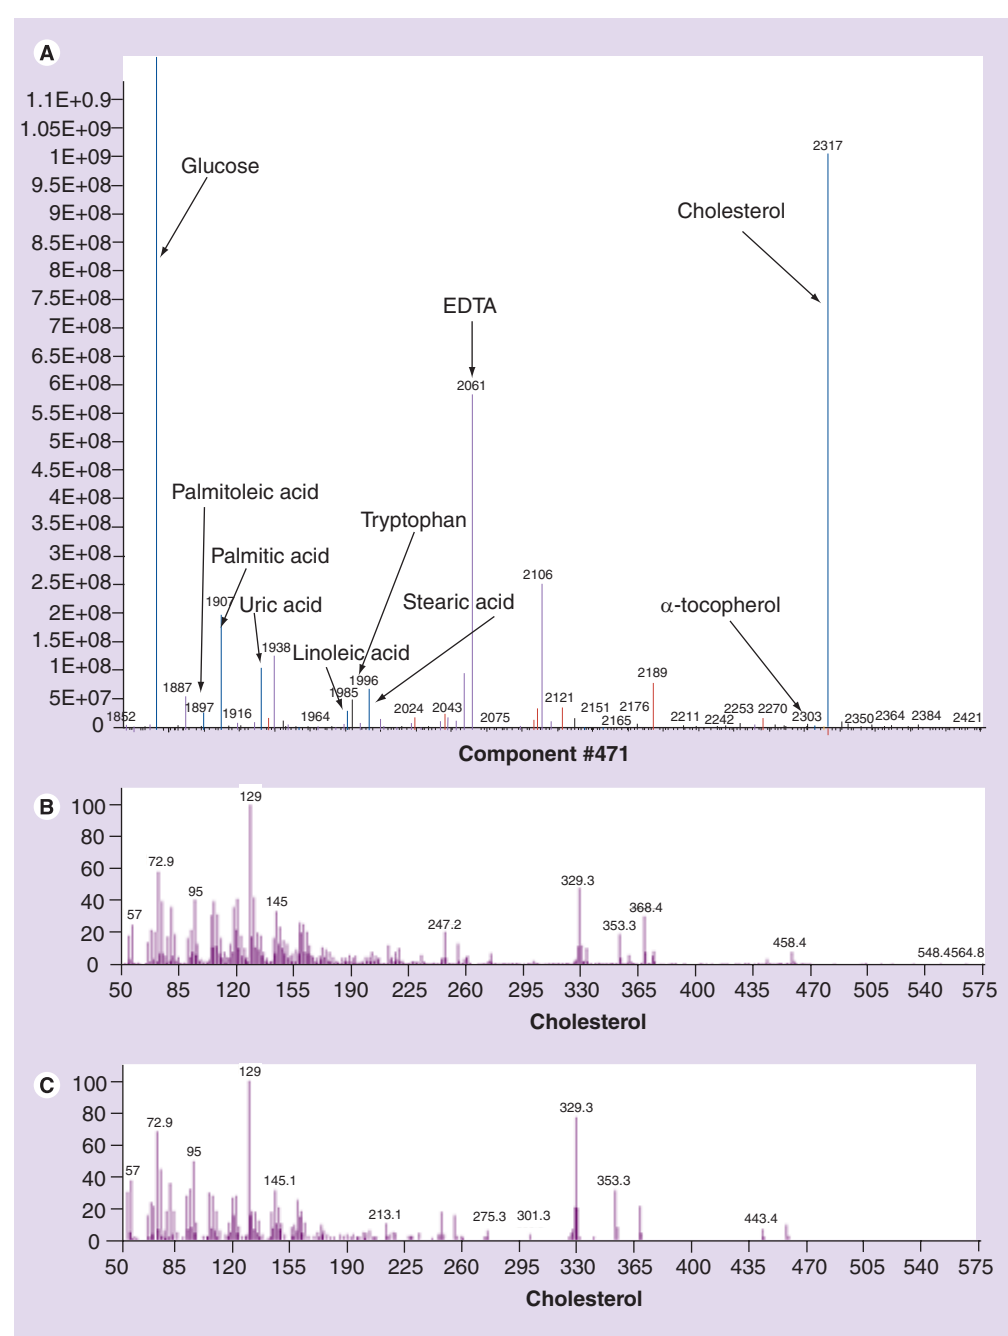 A
1.1E+0.9
1.05E+09
1E+09
9.5E+08
9E+08
8.5E+08
8E+08
7.5E+08
7E+08
6.5E+08
6E+08
5.5E+08
5E+08
4.5E+08
4E+08
3.5E+08
3E+08
2.5E+08
2E+08
1.5E+08
1E+08
5E+07
0
Glucose
2317
Cholesterol
EDTA
2061
Palmitoleic acid
Tryptophan
Palmitic acid
2106
1907
Uric acid
Stearic acid
α-tocopherol
1938
Linoleic acid
1996
2189
1887
1985
2121
1897
2024
2043
2151
2176
2253
2270
1852
1916
1964
2075
2165
2211
2242
2303
2350
2364
2384
2421
Component #471
B
100
80
60
40
20
0
129
72.9
95
57
145
247.2
329.3
353.3
368.4
458.4
548.4564.8
50 85 120 155 190 225 260 295 330 365 400 435 470 505 540 575
Cholesterol
C
100
80
60
40
20
0
129
72.9
95
57
145.1
213.1
275.3
301.3
329.3
353.3
443.4
50 85 120 155 190 225 260 295 330 365 400 435 470 505 540 575
Cholesterol